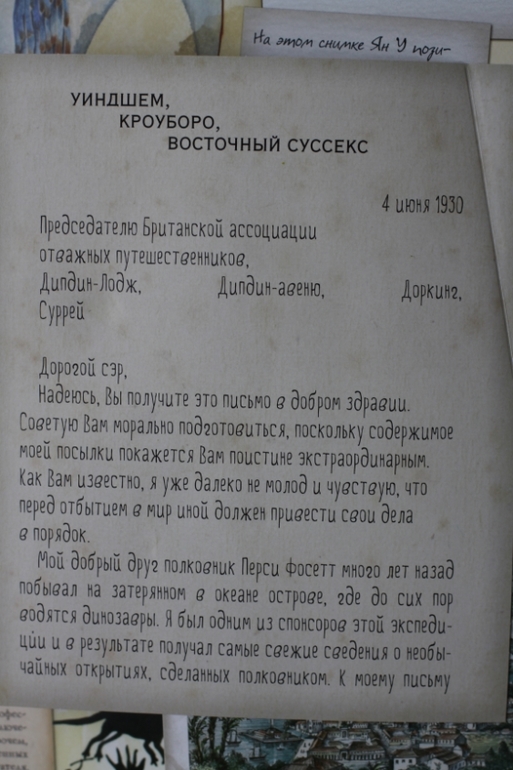 На этом снимке Ян У пози-
УИНДШЕМ,
КРОУБОРО,
ВОСТОЧНЫЙ СУССЕКС
4 июня 1930
Председателю Британской ассоциации
отважных путешественников,
Дипдин-Лодж, Дипдин-авеню, Доркинг,
Суррей
Дорогой сэр,
Надеюсь, Вы получите это письмо в добром здравии.
Советую Вам морально подготовиться, поскольку содержимое
моей посылки покажется Вам поистине экстраординарным.
Как Вам известно, я уже далеко не молод и чувствую, что
перед отбытием в мир иной должен привести свои дела
в порядок.
Мой добрый друг полковник Перси Фосетт много лет назад
побывал на затерянном в океане острове, где до сих пор
водятся динозавры. Я был одним из спонсоров этой экспеди-
ции и в результате получал самые свежие сведения о необы-
чайных открытиях, сделанных полковником. К моему письму